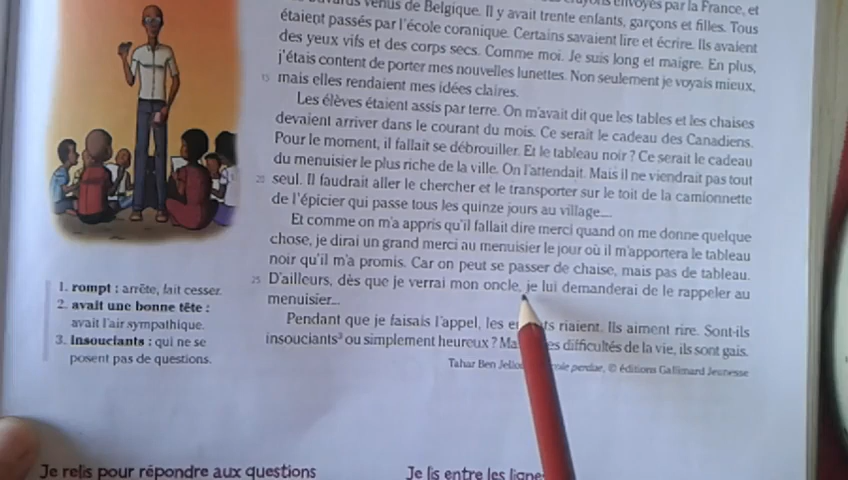 crayons envoyés par la France, et
venus de Belgique. Il y avait trente enfants, garçons et filles. Tous
étaient passés par l'école coranique. Certains savaient lire et écrire. Ils avaient
des yeux vifs et des corps secs. Comme moi. Je suis long et maigre. En plus,
j'étais content de porter mes nouvelles lunettes. Non seulement je voyais mieux,
15 mais elles rendaient mes idées claires.
Les élèves étaient assis par terre. On m'avait dit que les tables et les chaises
devaient arriver dans le courant du mois. Ce serait le cadeau des Canadiens.
Pour le moment, il fallait se débrouiller. Et le tableau noir ? Ce serait le cadeau
du menuisier le plus riche de la ville. On l'attendait. Mais il ne viendrait pas tout
20 seul. Il faudrait aller le chercher et le transporter sur le toit de la camionnette
de l'épicier qui passe tous les quinze jours au village...
Et comme on m'a appris qu'il fallait dire merci quand on me donne quelque
chose, je dirai un grand merci au menuisier le jour où il m'apportera le tableau
noir qu'il m'a promis. Car on peut se passer de chaise, mais pas de tableau.
25 D'ailleurs, dès que je verrai mon oncle, je lui demanderai de le rappeler au
menuisier...
Pendant que je faisais l'appel, les riaient. Ils aiment rire. Sont-ils
insouciants³ ou simplement heureux ? difficultés de la vie, ils sont gais.
Tahar Ben perdue, © éditions Gallimard Jeunesse
1. rompt : arrête, fait cesser.
2. avait une bonne tête :
avait l'air sympathique.
3. Insouciants : qui ne se
posent pas de questions.
Je relis pour répondre aux questions
Je lis entre les